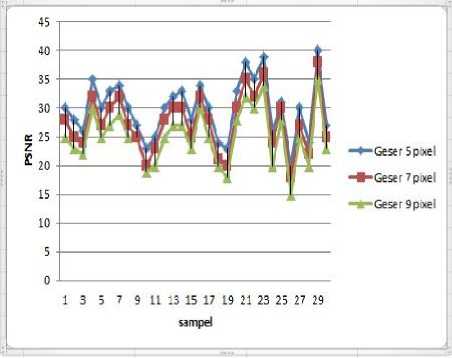 45
40
35
30
25
20
15
10
5
0
PSNR
1 3 5 7 9 11 13 15 17 19 21 23 25 27 29
sampel
Geser 5 pixel
Geser 7 pixel
Geser 9 pixel